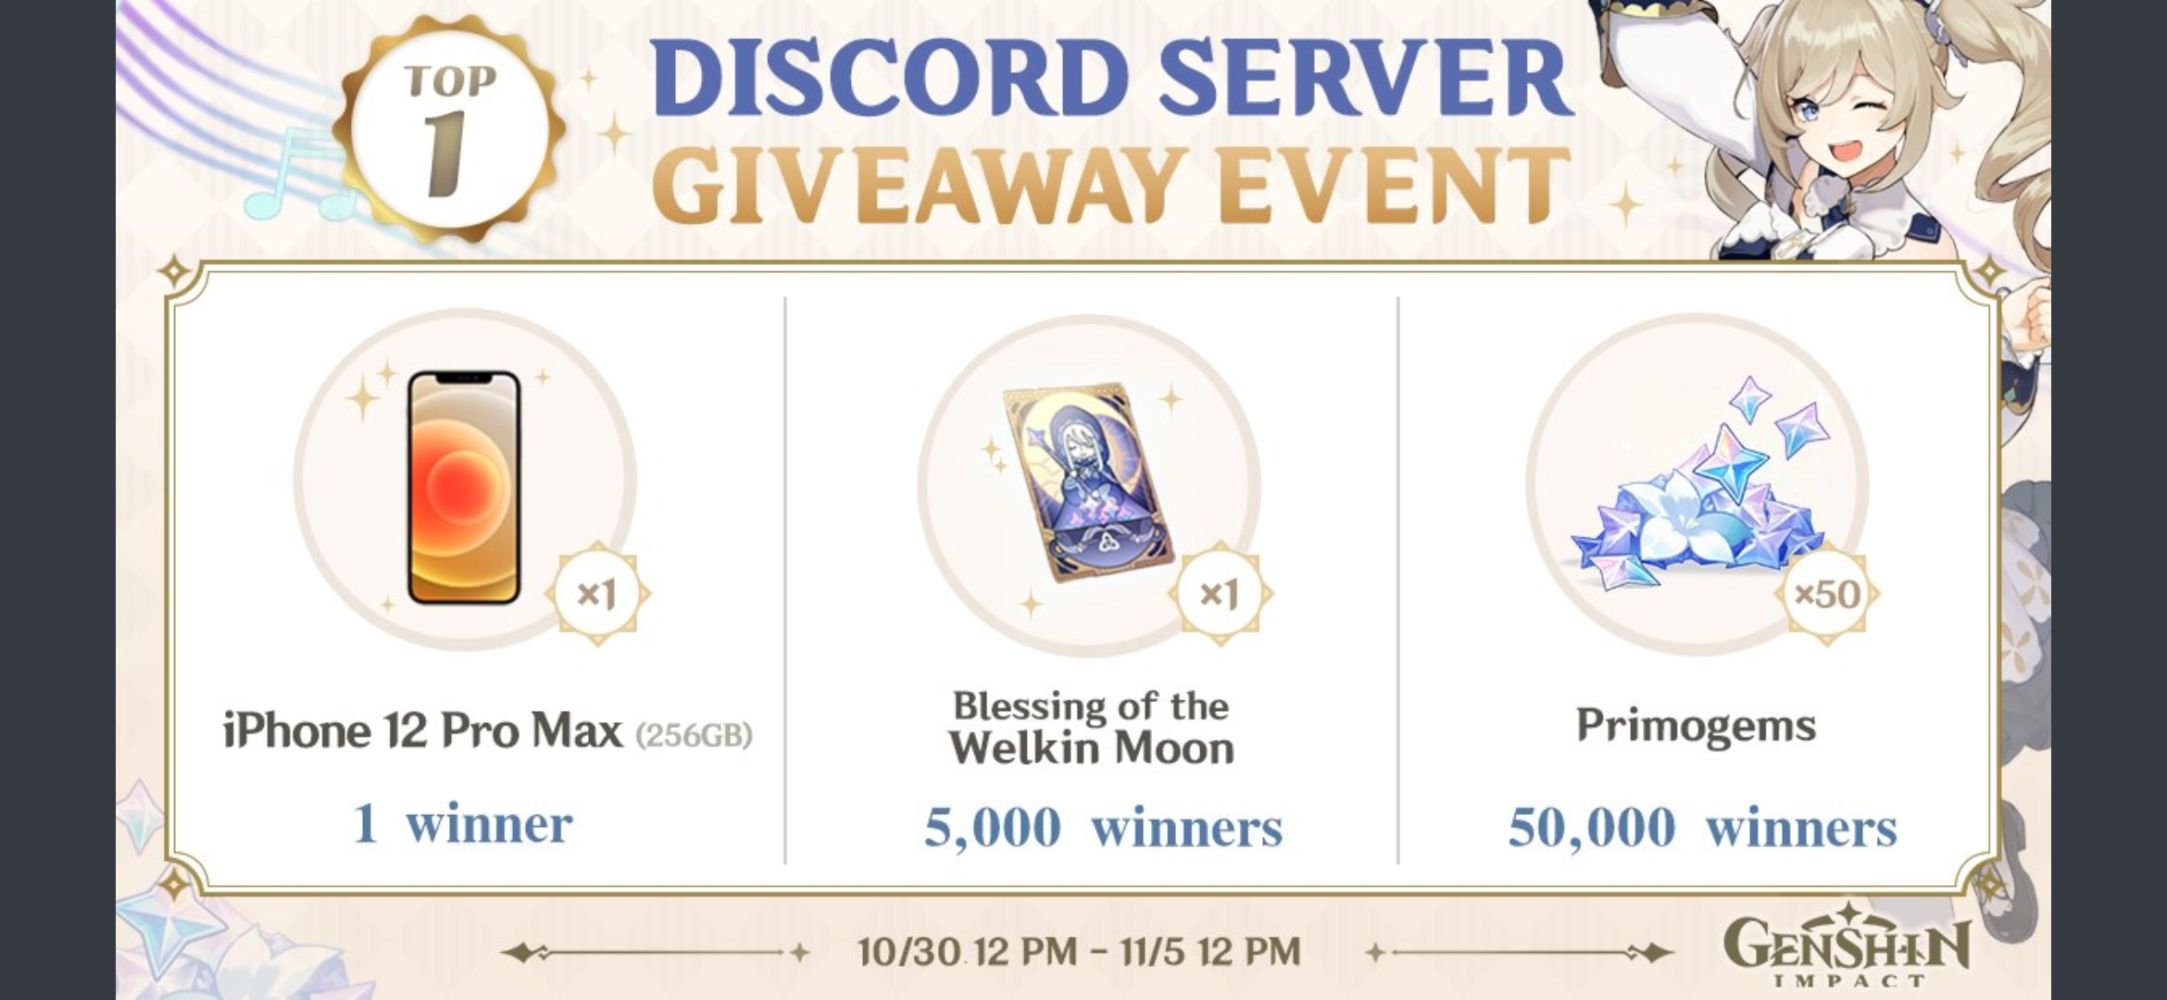 TOP
1
DISCORD SERVER
GIVEAWAY EVENT
×1
iPhone 12 Pro Max (256GB)
1 winner
×1
Blessing of the
Welkin Moon
5,000 winners
×50
Primogems
50,000 winners
10/30 12 PM – 11/5 12 PM
GENSHIN
IMPACT